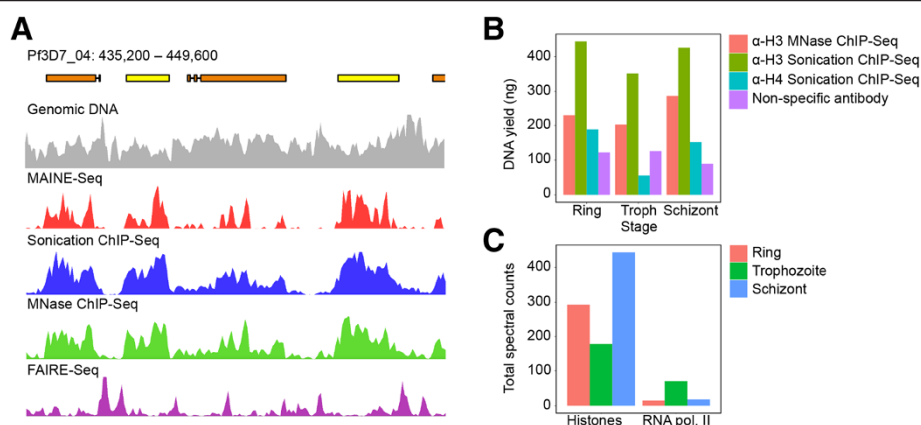 A
Pf3D7_04: 435,200 – 449,600
Genomic DNA
MAINE-Seq
Sonication ChIP-Seq
MNase ChIP-Seq
FAIRE-Seq
B
DNA yield (ng)
400
300
200
100
0
Ring Troph Schizont
Stage
α-H3 MNase ChIP-Seq
α-H3 Sonication ChIP-Seq
α-H4 Sonication ChIP-Seq
Non-specific antibody
C
Total spectral counts
400
300
200
100
0
Histones RNA pol. II
Ring
Trophozoite
Schizont